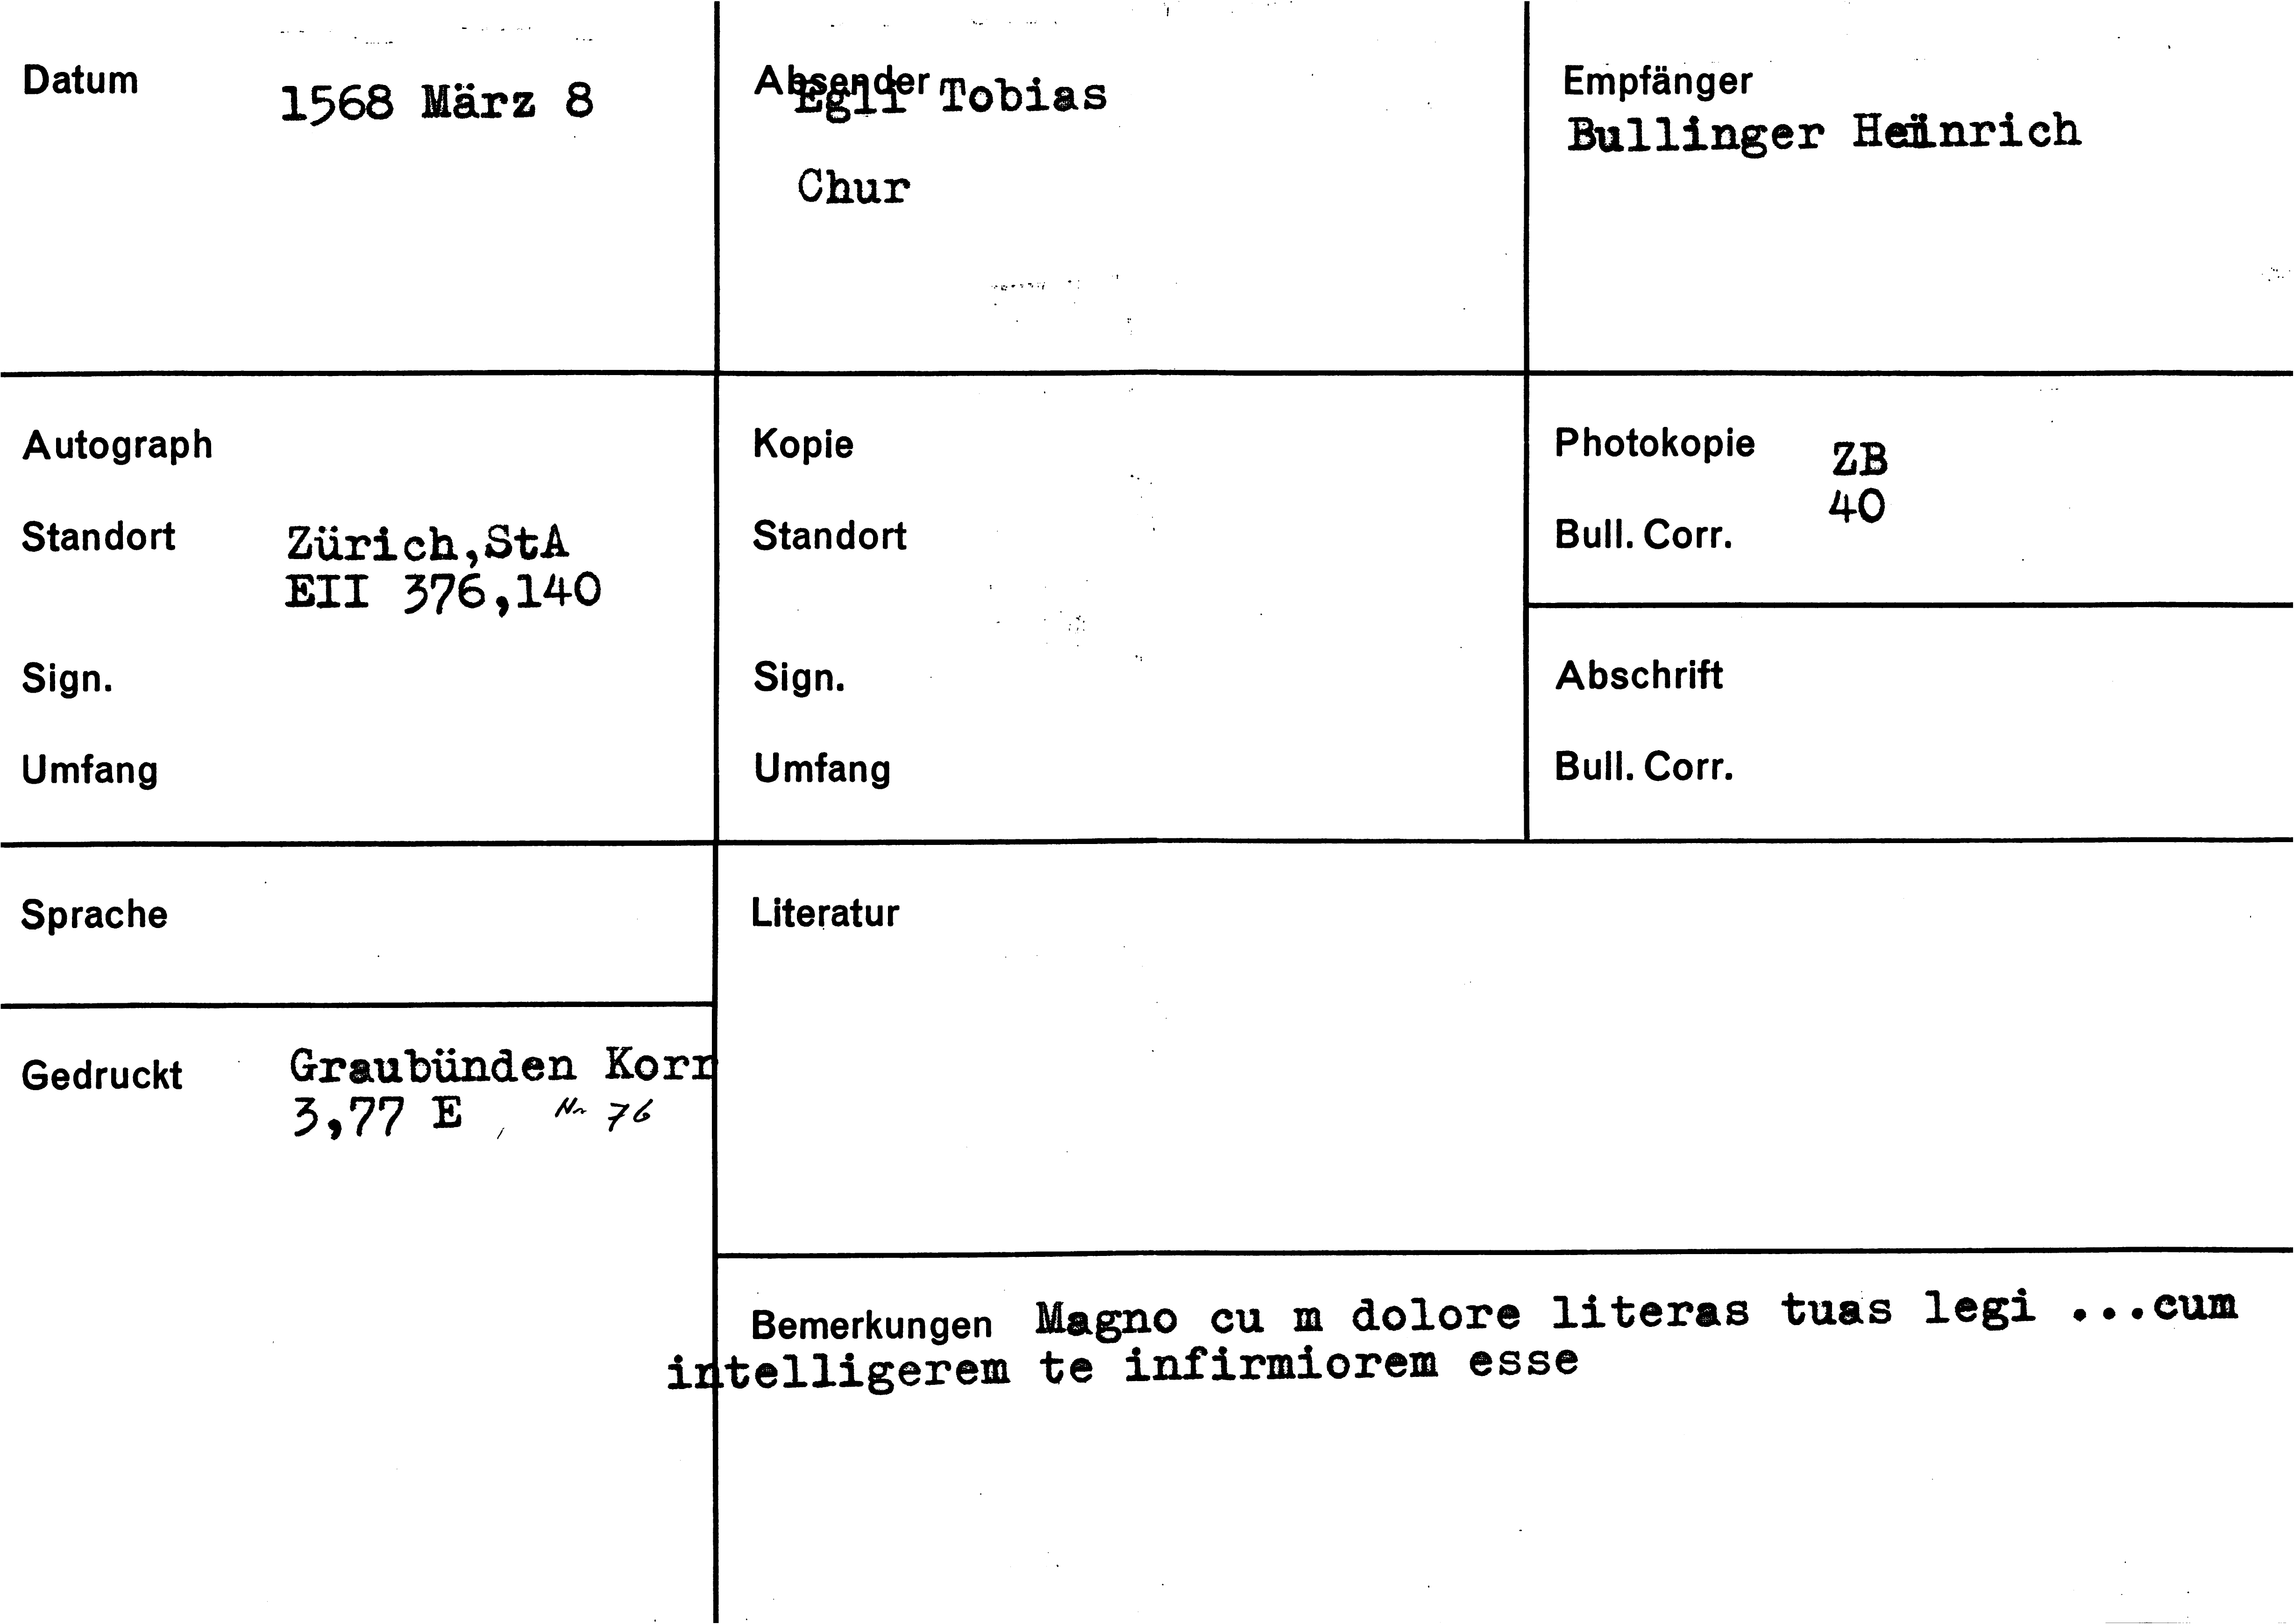 Datum 1568 März 8
Absender Egli Tobias
Chur
Empfänger
Bullinger Heinrich
Autograph
Standort Zürich,StA
EII 376,140
Sign.
Umfang
Kopie
Standort
Sign.
Umfang
Photokopie ZB
Bull. Corr. 40
Abschrift
Bull. Corr.
Sprache
Literatur
Gedruckt Graubünden Korr
3,77 E , Nr 76
Bemerkungen Magno cu m dolore literas tuas legi ...cum
intelligerem te infirmiorem esse